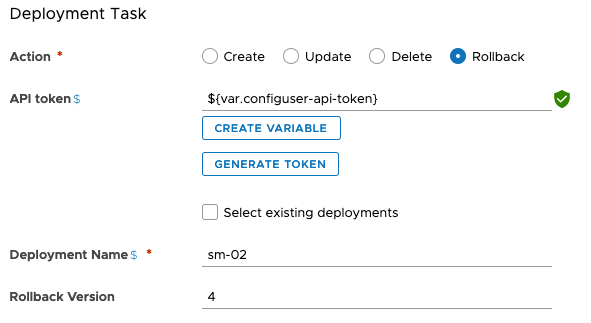 Deployment Task
Action * Create Update Delete Rollback
API token $ ${var.configuser-api-token}
CREATE VARIABLE
GENERATE TOKEN
Select existing deployments
Deployment Name $ * sm-02
Rollback Version 4